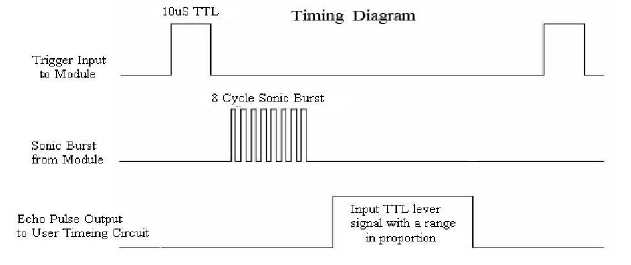 10uS TTL
Timing Diagram
Trigger Input
to Module
8 Cycle Sonic Burst
Sonic Burst
from Module
Input TTL lever
signal with a range
in proportion
Echo Pulse Output
to User Timeing Circuit